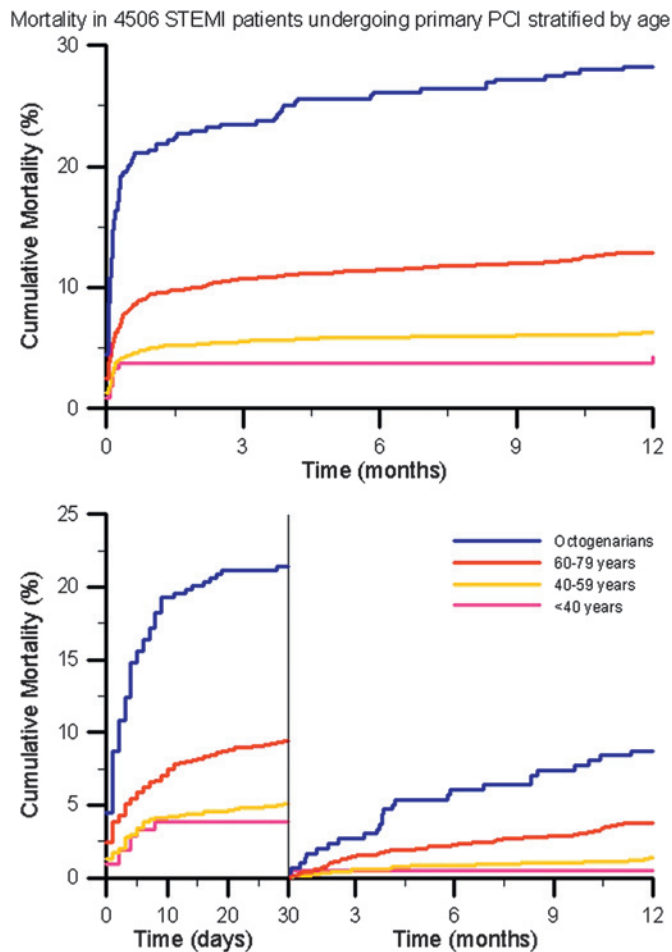 Mortality in 4506 STEMI patients undergoing primary PCI stratified by age
30
20
10
0
Cumulative Mortality (%)
0 3 6 9 12
Time (months)
25
20
15
10
5
0
Cumulative Mortality (%)
Octogenarians
60-79 years
40-59 years
<40 years
0 10 20 30 3 6 9 12
Time (days) Time (months)